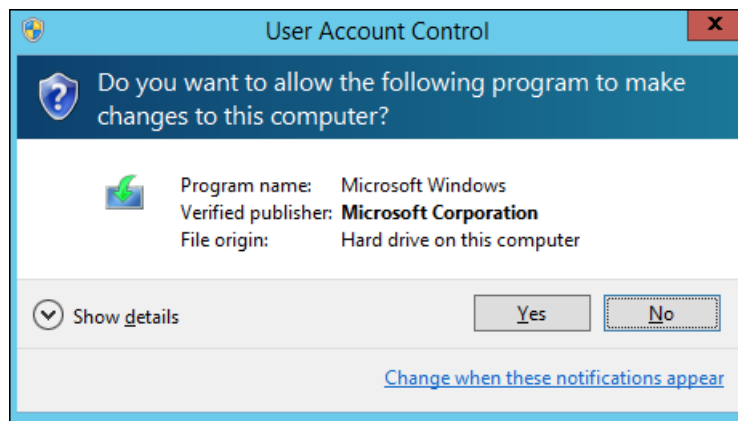 User Account Control
x
Do you want to allow the following program to make
changes to this computer?
Program name: Microsoft Windows
Verified publisher: Microsoft Corporation
File origin: Hard drive on this computer
Show details
Yes
No
Change when these notifications appear